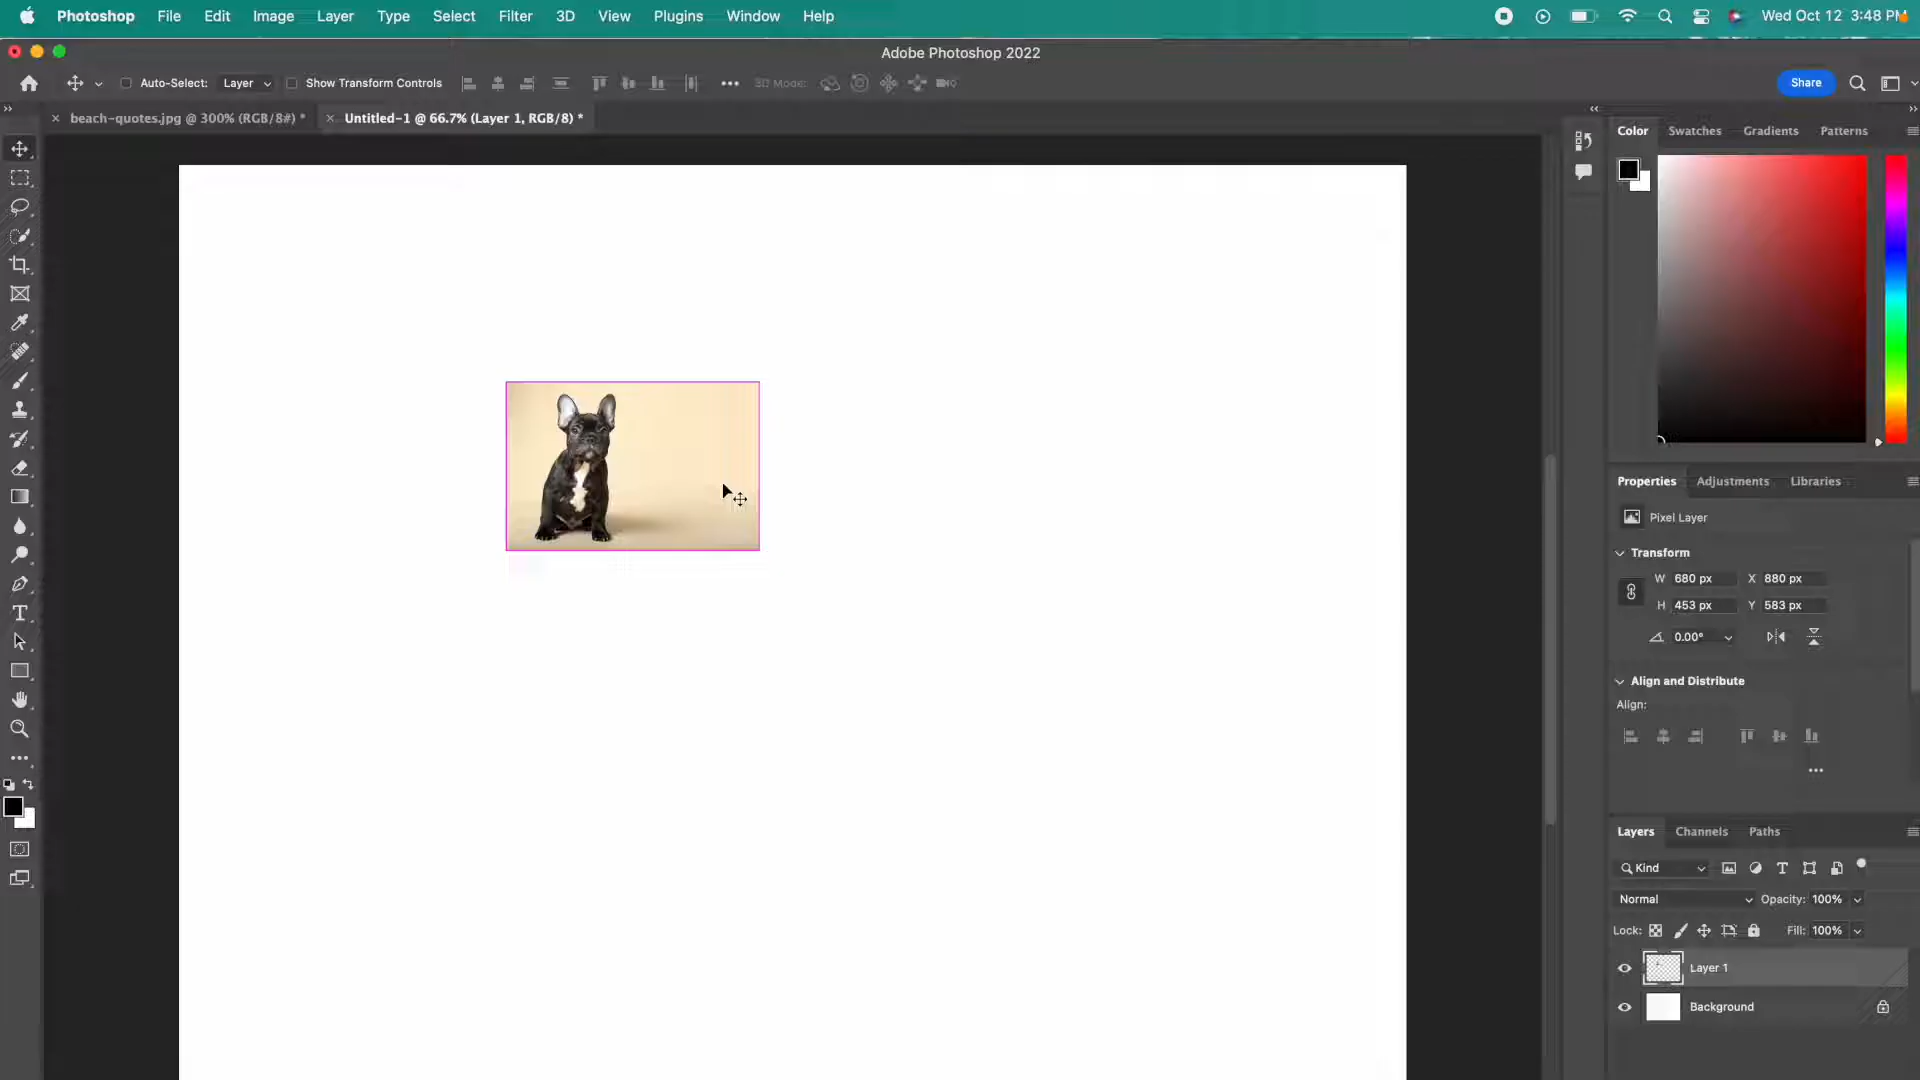 Photoshop File Edit Image Layer Type Select Filter 3D View Plugins Window Help Wed Oct 12 3:48 PM
Adobe Photoshop 2022
Auto-Select: Layer Show Transform Controls 3D Mode: Share
beach-quotes.jpg @ 300% (RGB/8#) * Untitled-1 @ 66.7% (Layer 1, RGB/8) *
Color Swatches Gradients Patterns
Properties Adjustments Libraries
Pixel Layer
Transform
W 680 px X 880 px
H 453 px Y 583 px
0.00°
Align and Distribute
Align:
Layers Channels Paths
Kind
Normal Opacity: 100%
Lock: Fill: 100%
Layer 1
Background